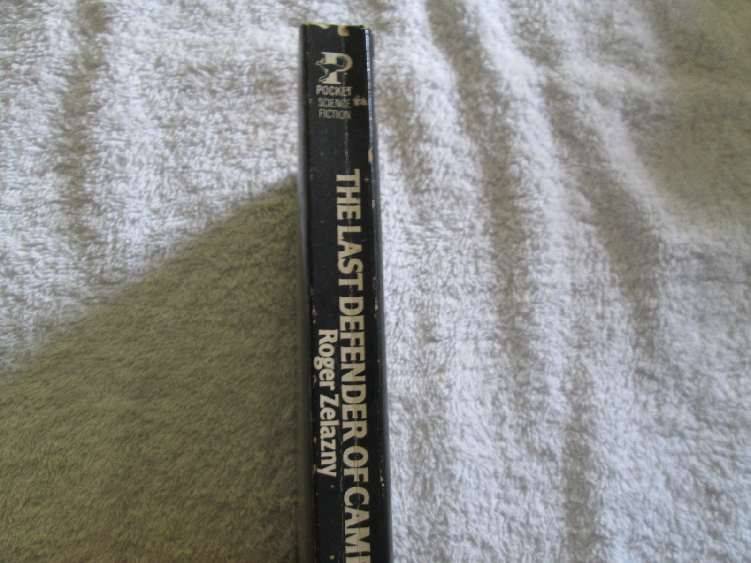 POCKET
SCIENCE
FICTION
THE LAST DEFENDER OF CAM
Roger Zelazny